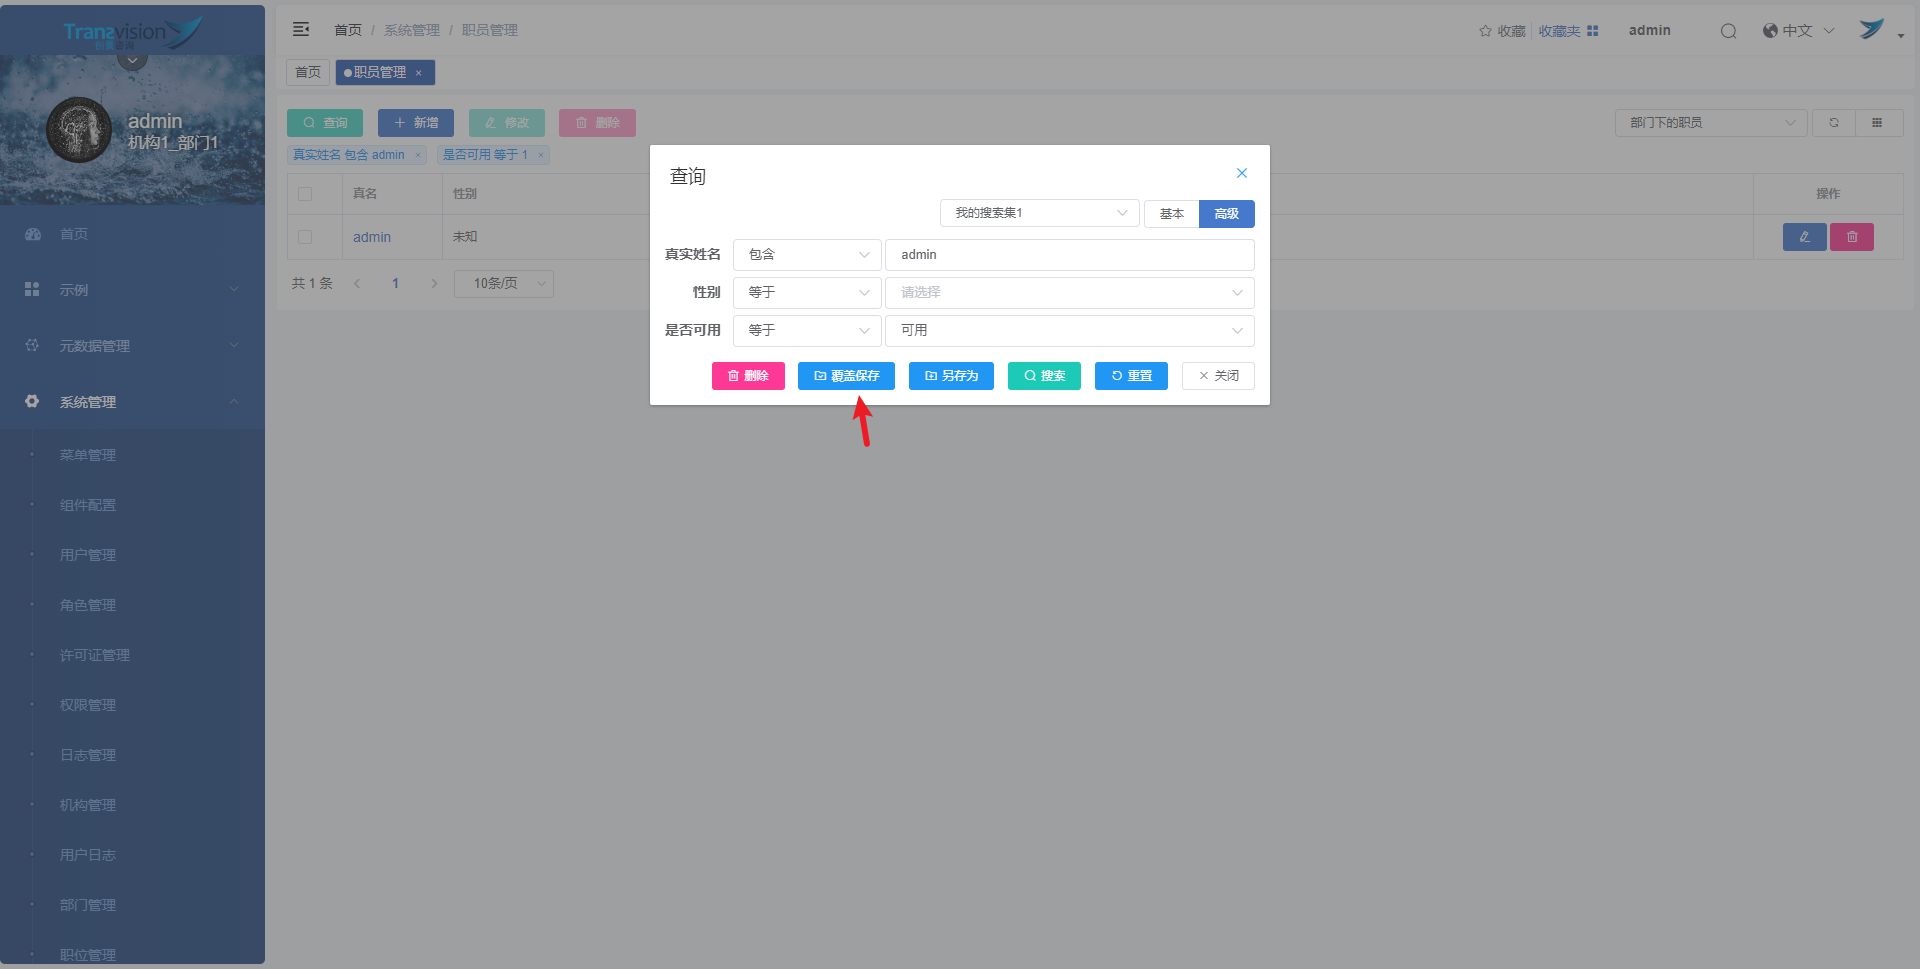 Transvision
创景咨询
admin
机构1_部门1
首页
示例
元数据管理
系统管理
菜单管理
组件配置
用户管理
角色管理
许可证管理
权限管理
日志管理
机构管理
用户日志
部门管理
职位管理
首页 / 系统管理 / 职员管理
收藏 收藏夹 admin 中文
首页 职员管理 ×
查询 新增 修改 删除 部门下的职员
真实姓名 包含 admin × 是否可用 等于 1 ×
真名 性别 操作
admin 未知
共 1 条 1 10条/页
查询
我的搜索集1 基本 高级
真实姓名 包含 admin
性别 等于 请选择
是否可用 等于 可用
删除 覆盖保存 另存为 搜索 重置 关闭